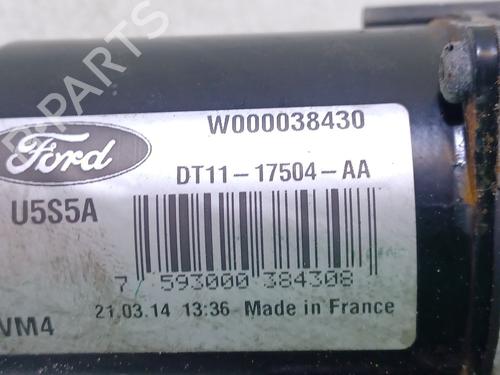 W000038430
Ford
DT11-17504-AA
U5S5A
7 593000 384308
VM4
21.03.14 13:36 Made in France